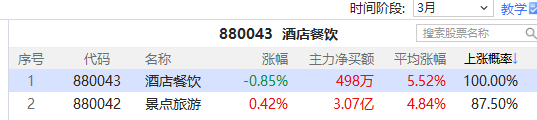 时间阶段: 3月 教学
880043 酒店餐饮 搜索股票名称
序号 代码 名称 涨幅 主力净买额 平均涨幅 上涨概率↓
1 880043 酒店餐饮 -0.85% 498万 5.52% 100.00%
2 880042 景点旅游 0.42% 3.07亿 4.84% 87.50%